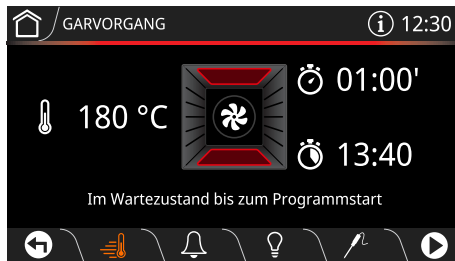 GARVORGANG
12:30
180 °C
01:00'
13:40
Im Wartezustand bis zum Programmstart